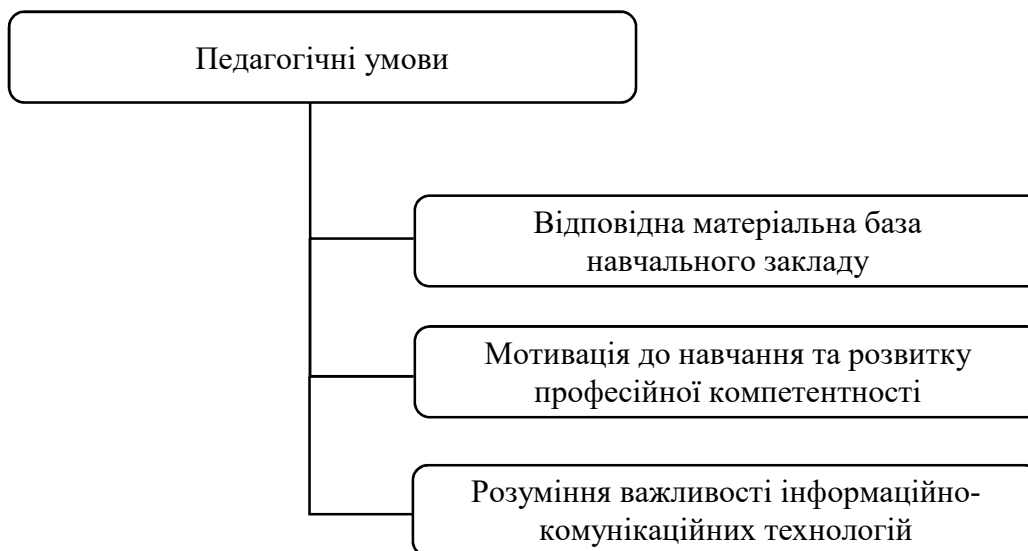 Педагогічні умови
Відповідна матеріальна база
навчального закладу
Мотивація до навчання та розвитку
професійної компетентності
Розуміння важливості інформаційно-
комунікаційних технологій